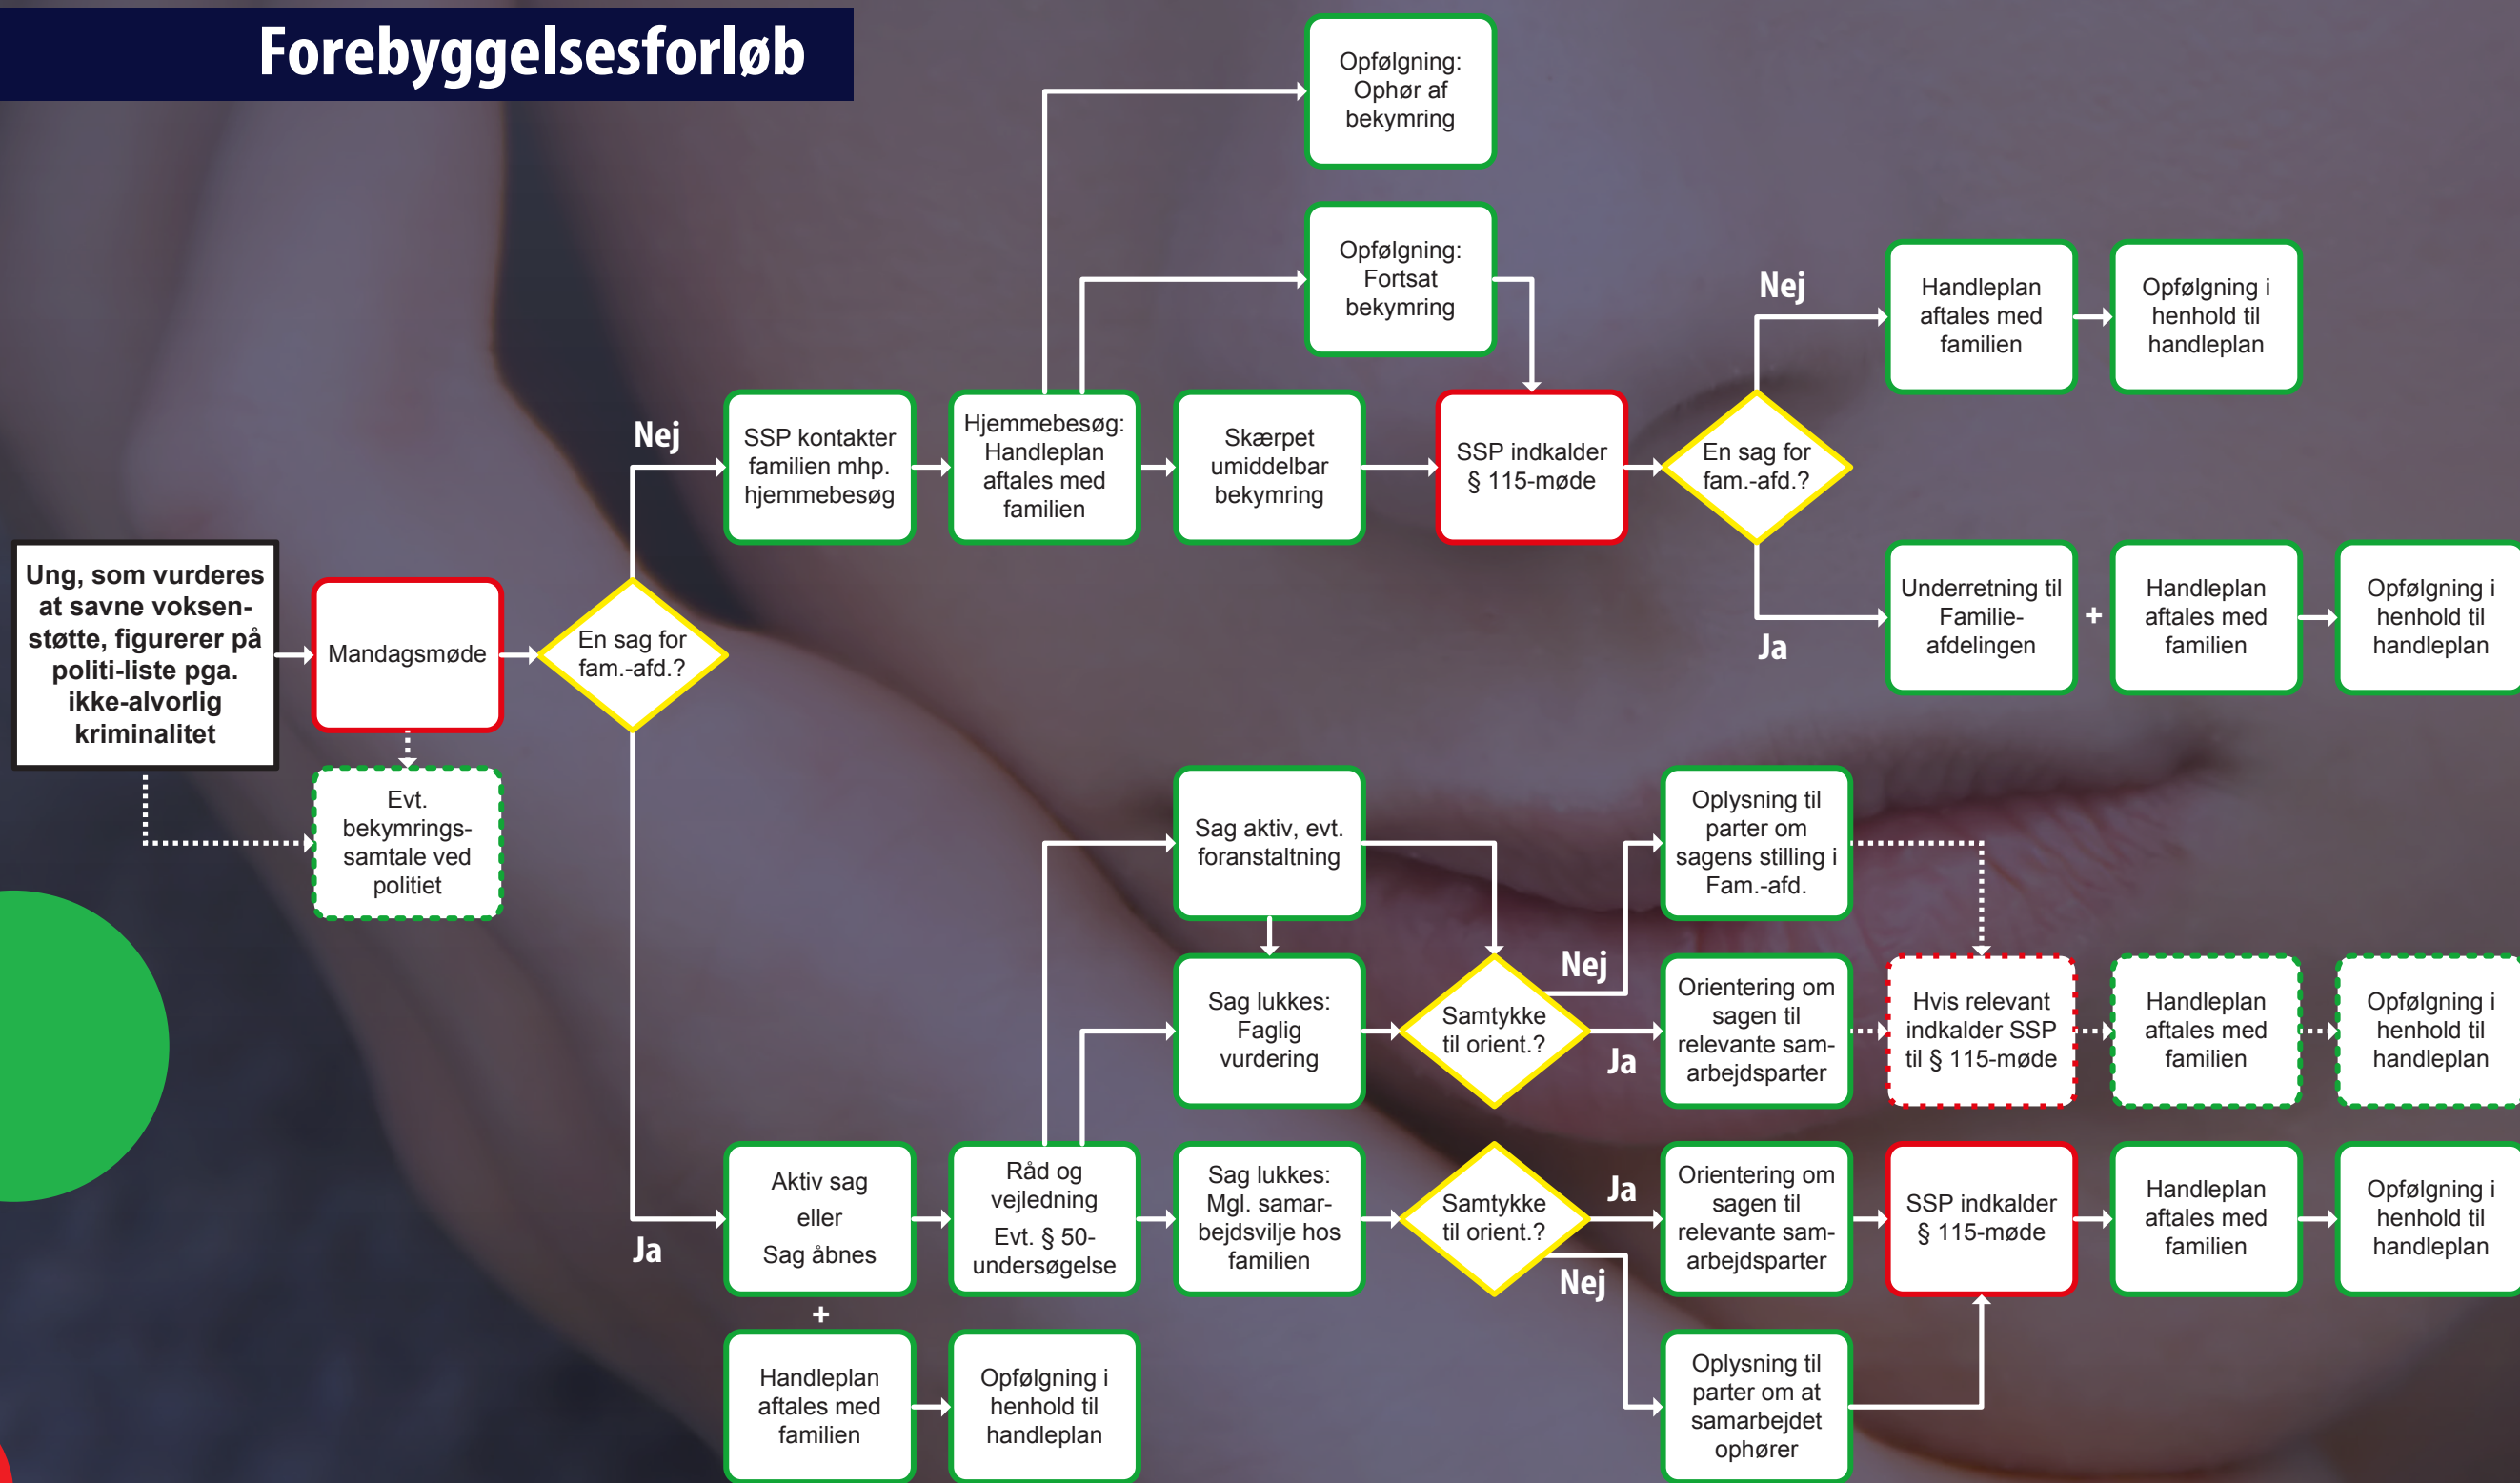 Forebyggelsesforløb
Opfølgning:
Ophør af
bekymring
Opfølgning:
Fortsat
bekymring
Nej
Handleplan
aftales med
familien
Opfølgning i
henhold til
handleplan
Nej
SSP kontakter
familien mhp.
hjemmebesøg
Hjemmebesøg:
Handleplan
aftales med
familien
Skærpet
umiddelbar
bekymring
SSP indkalder
§ 115-møde
En sag for
fam.-afd.?
Ja
Underretning til
Familie-
afdelingen
+
Handleplan
aftales med
familien
Opfølgning i
henhold til
handleplan
Ung, som vurderes
at savne voksen-
støtte, figurerer på
politi-liste pga.
ikke-alvorlig
kriminalitet
Mandagsmøde
En sag for
fam.-afd.?
Evt.
bekymrings-
samtale ved
politiet
Sag aktiv, evt.
foranstaltning
Oplysning til
parter om
sagens stilling i
Fam.-afd.
Nej
Sag lukkes:
Faglig
vurdering
Samtykke
til orient.?
Ja
Orientering om
sagen til
relevante sam-
arbejdsparter
Hvis relevant
indkalder SSP
til § 115-møde
Handleplan
aftales med
familien
Opfølgning i
henhold til
handleplan
Ja
Aktiv sag
eller
Sag åbnes
Råd og
vejledning
Evt. § 50-
undersøgelse
Sag lukkes:
Mgl. samar-
bejdsvilje hos
familien
Samtykke
til orient.?
Ja
Orientering om
sagen til
relevante sam-
arbejdsparter
SSP indkalder
§ 115-møde
Handleplan
aftales med
familien
Opfølgning i
henhold til
handleplan
Nej
+
Handleplan
aftales med
familien
Opfølgning i
henhold til
handleplan
Oplysning til
parter om at
samarbejdet
ophører